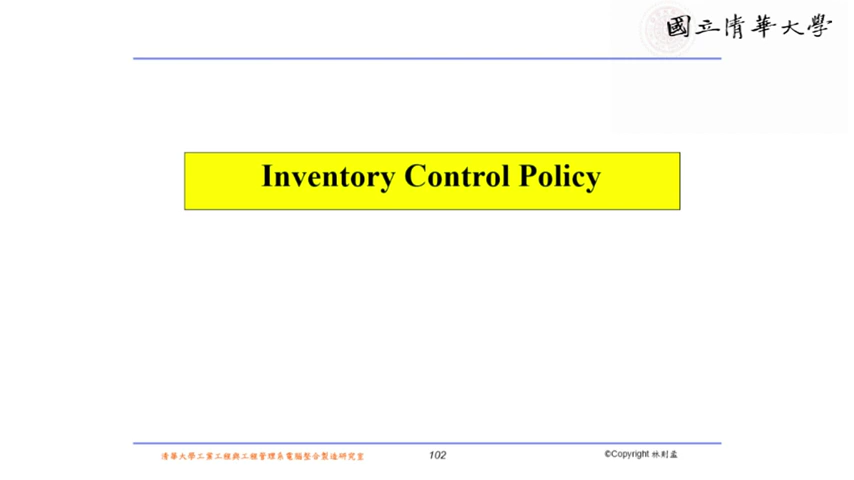 國立清華大學
Inventory Control Policy
清華大學工業工程與工程管理系電腦整合製造研究室
102
©Copyright 林則孟